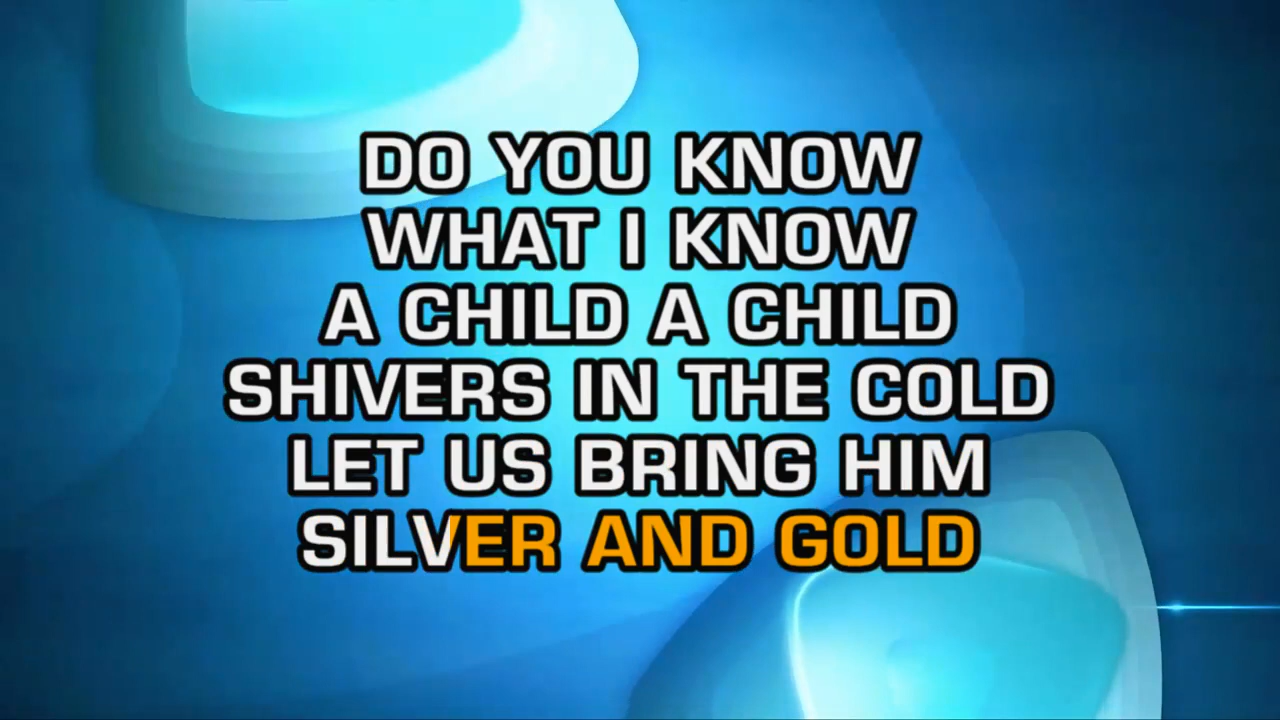 DO YOU KNOW
WHAT I KNOW
A CHILD A CHILD
SHIVERS IN THE COLD
LET US BRING HIM
SILVER AND GOLD